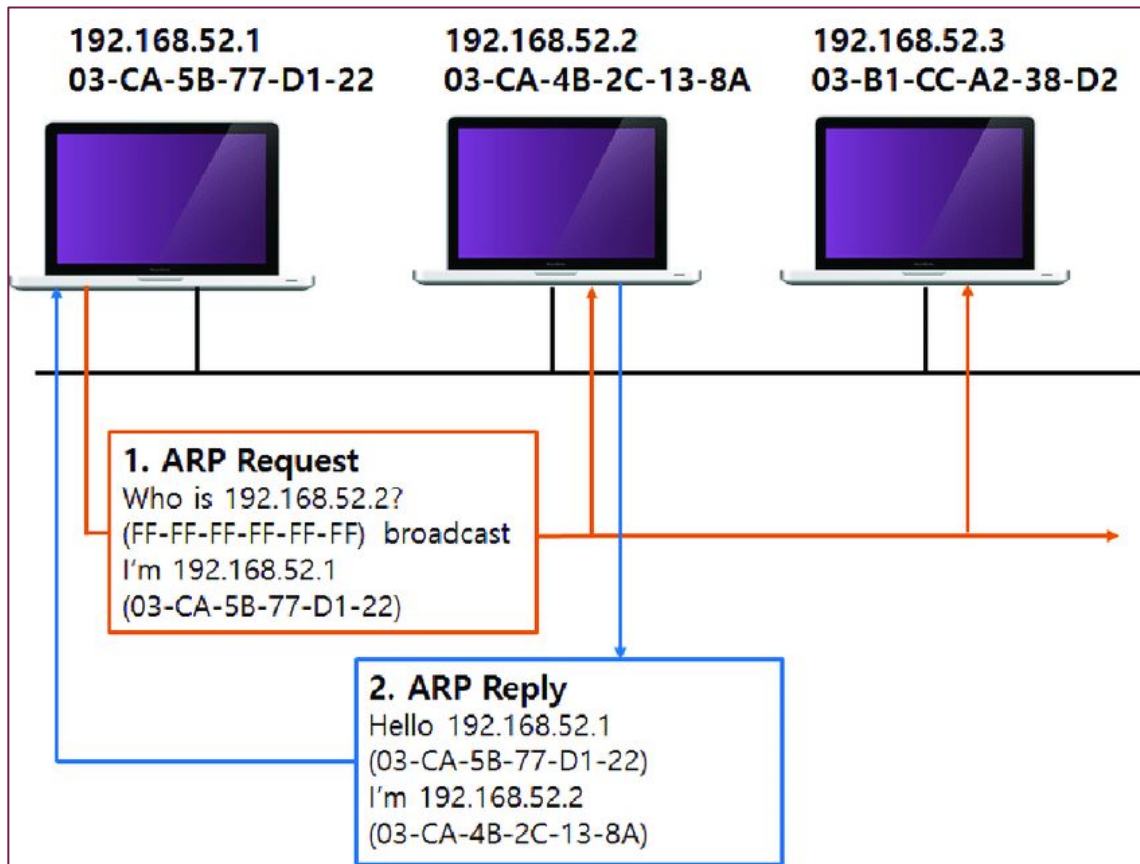 192.168.52.1
03-CA-5B-77-D1-22
192.168.52.2
03-CA-4B-2C-13-8A
192.168.52.3
03-B1-CC-A2-38-D2
1. ARP Request
Who is 192.168.52.2?
(FF-FF-FF-FF-FF-FF) broadcast
I'm 192.168.52.1
(03-CA-5B-77-D1-22)
2. ARP Reply
Hello 192.168.52.1
(03-CA-5B-77-D1-22)
I'm 192.168.52.2
(03-CA-4B-2C-13-8A)